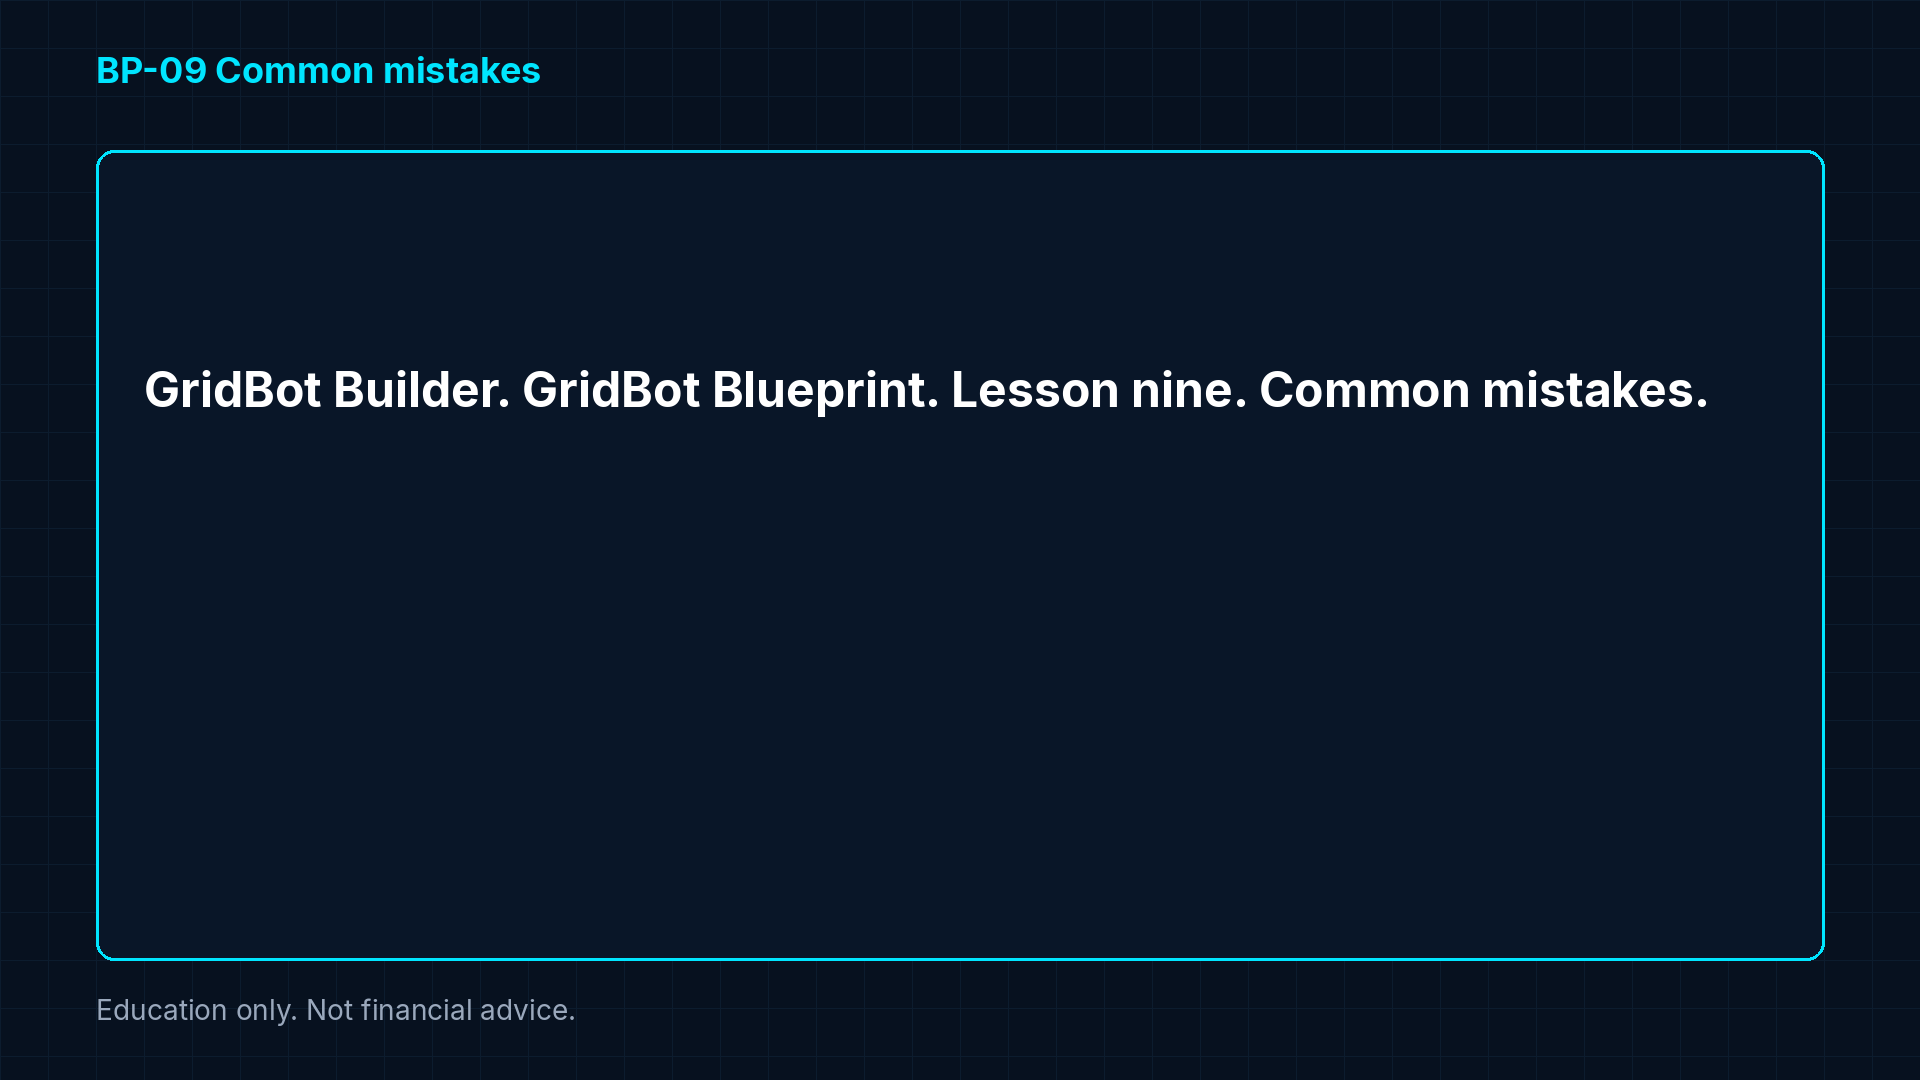 BP-09 Common mistakes
GridBot Builder. GridBot Blueprint. Lesson nine. Common mistakes.
Education only. Not financial advice.